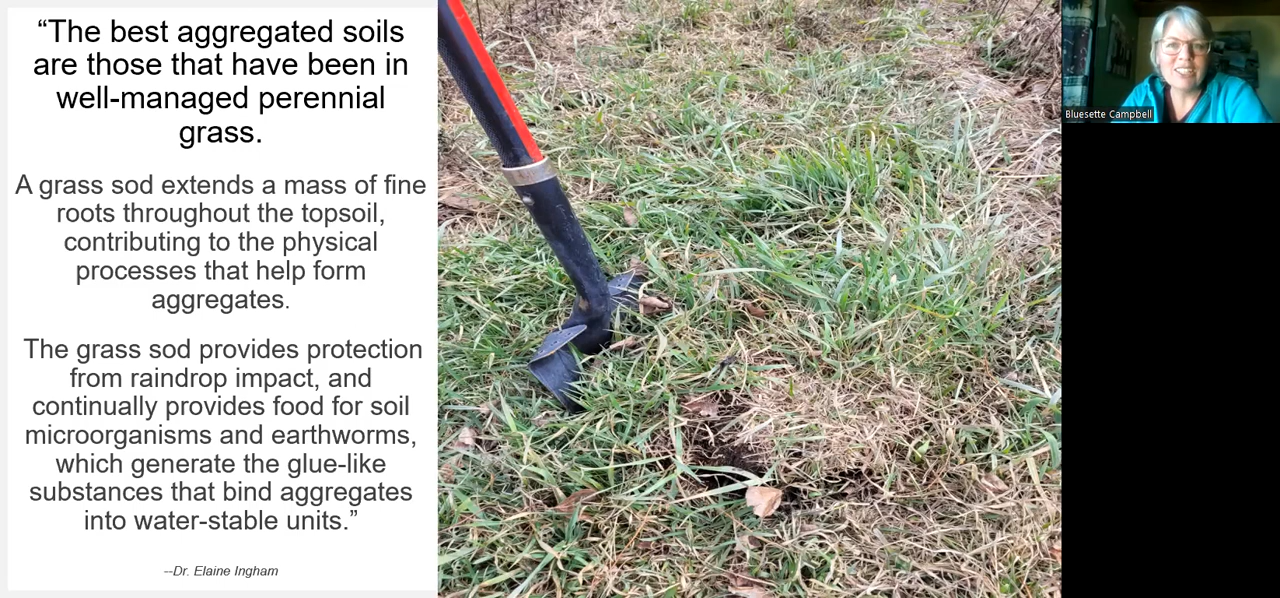 “The best aggregated soils
are those that have been in
well-managed perennial
grass.
A grass sod extends a mass of fine
roots throughout the topsoil,
contributing to the physical
processes that help form
aggregates.
The grass sod provides protection
from raindrop impact, and
continually provides food for soil
microorganisms and earthworms,
which generate the glue-like
substances that bind aggregates
into water-stable units.”
--Dr. Elaine Ingham
Bluesette Campbell